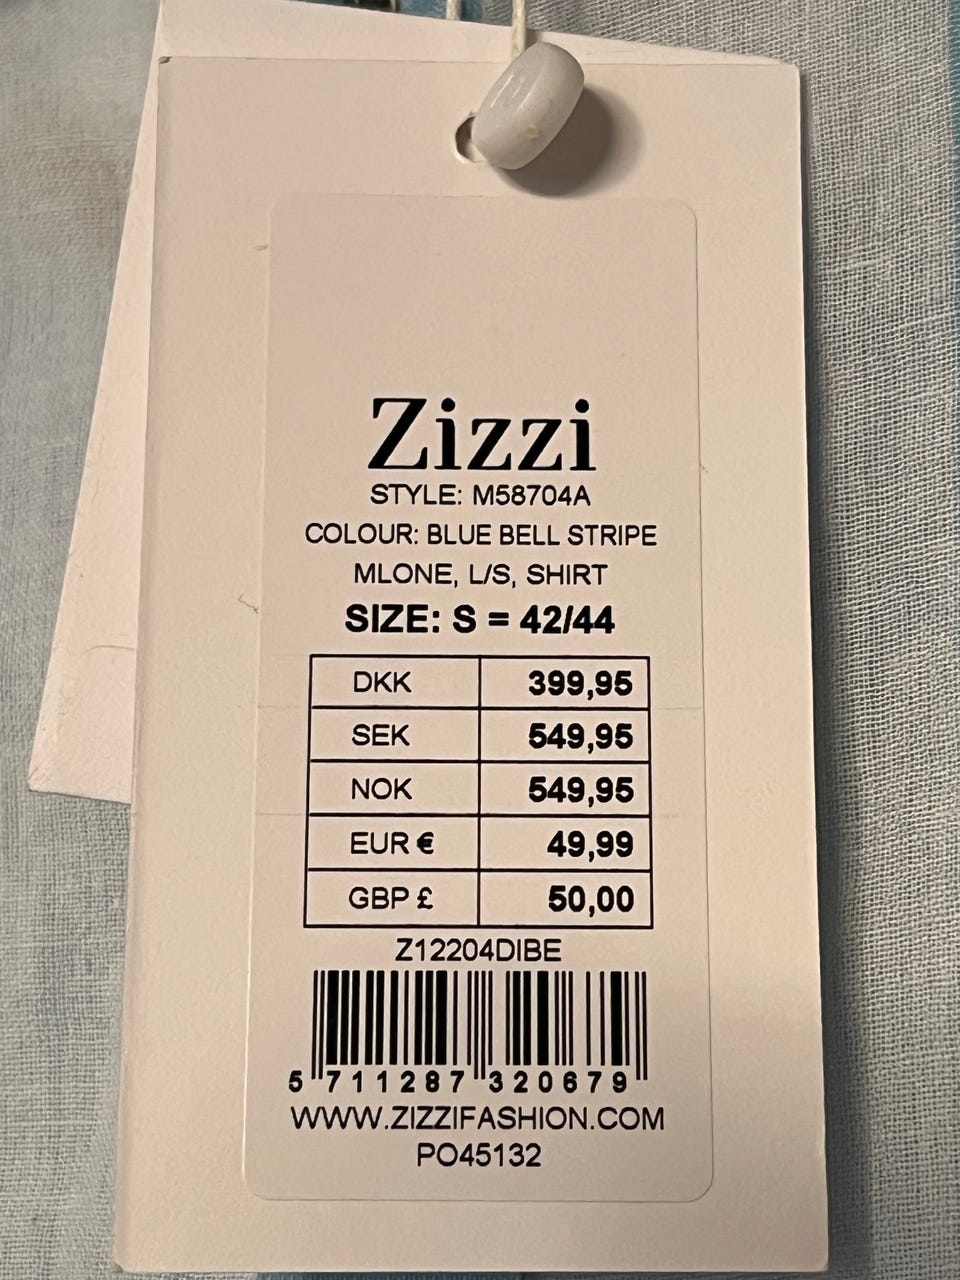 Zizzi
STYLE: M58704A
COLOUR: BLUE BELL STRIPE
MLONE, L/S, SHIRT
SIZE: S = 42/44
DKK 399,95
SEK 549,95
NOK 549,95
EUR € 49,99
GBP £ 50,00
Z12204DIBE
5 711287 320679
WWW.ZIZZIFASHION.COM
PO45132